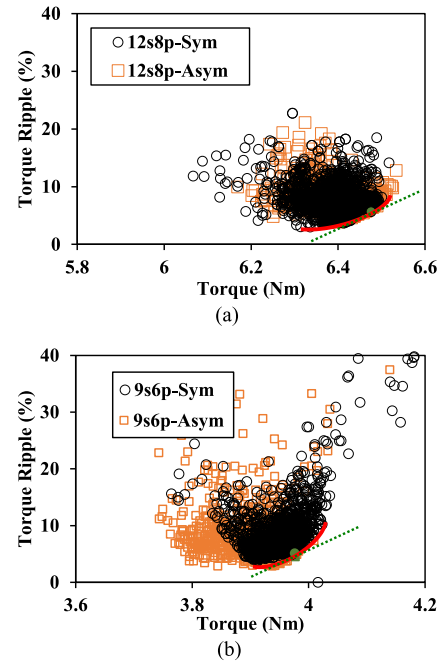 40
30
20
10
0
Torque Ripple (%)
12s8p-Sym
12s8p-Asym
5.8 6 6.2 6.4 6.6
Torque (Nm)
(a)
40
30
20
10
0
Torque Ripple (%)
9s6p-Sym
9s6p-Asym
3.6 3.8 4 4.2
Torque (Nm)
(b)